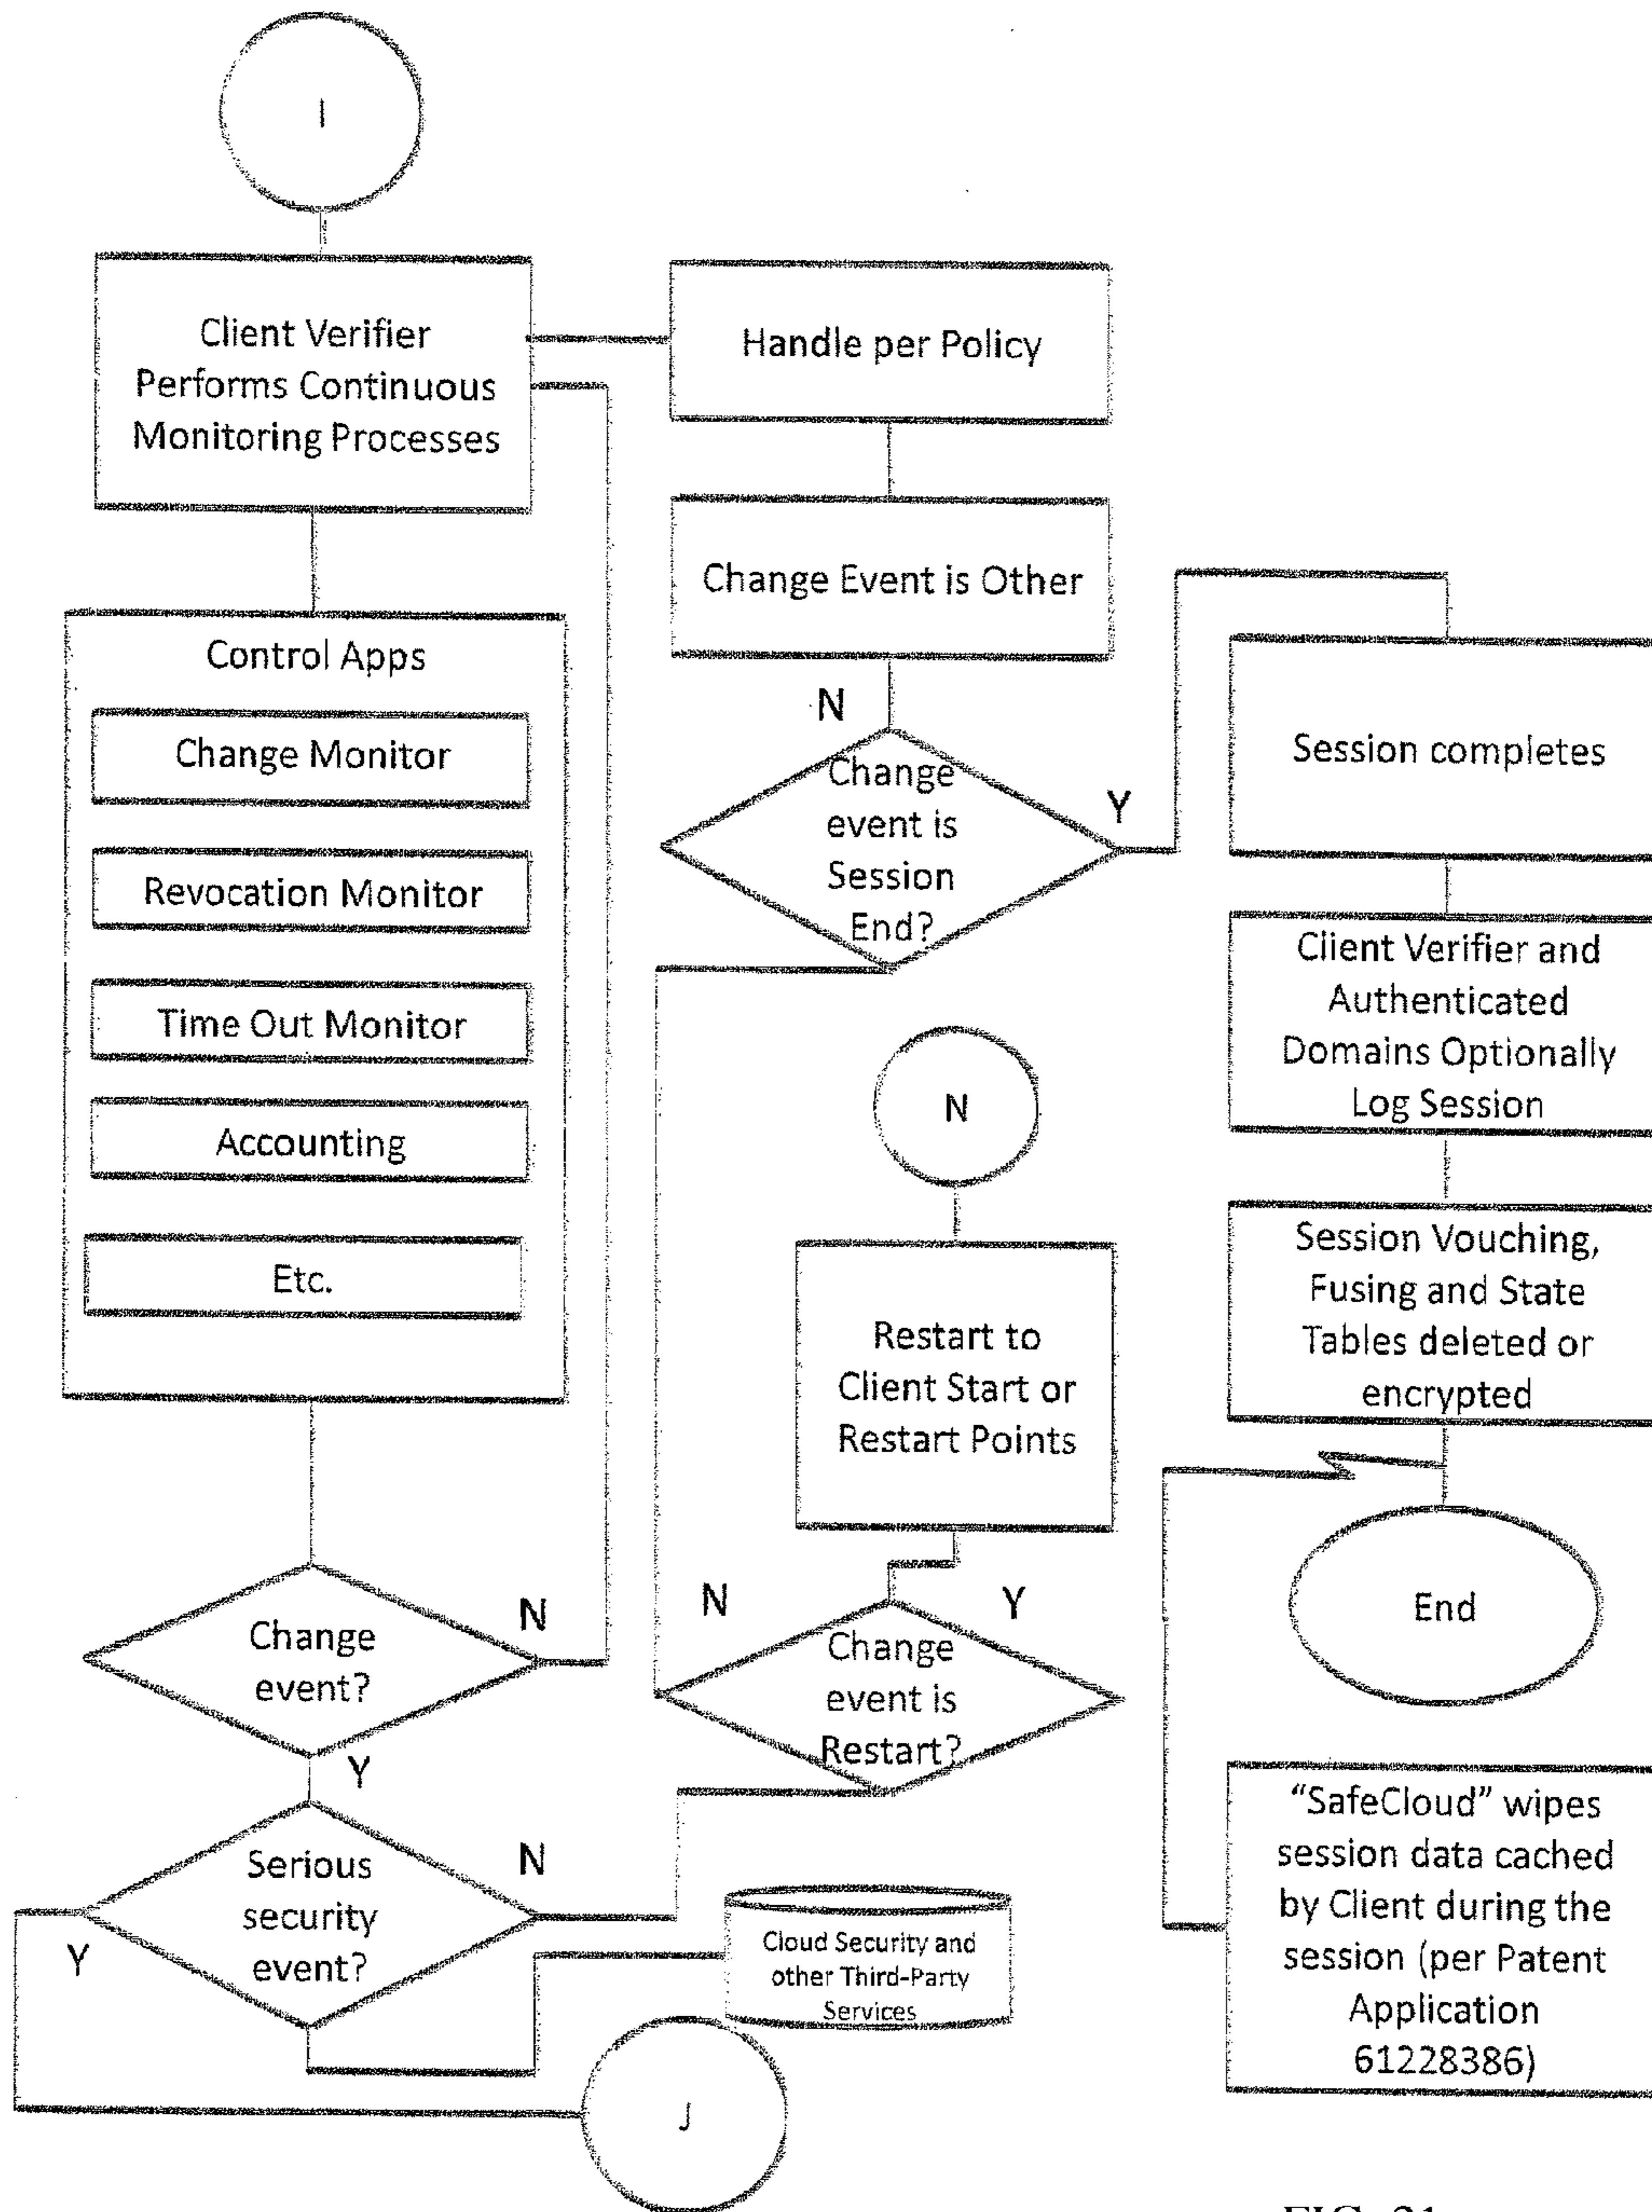 I
Client Verifier
Performs Continuous
Monitoring Processes
Control Apps
Change Monitor
Revocation Monitor
Time Out Monitor
Accounting
Etc.
Change
event?
N
Y
Serious
security
event?
N
Y
Cloud Security and
other Third-Party
Services
J
Handle per Policy
Change Event is Other
N
Change
event is
Session
End?
Y
N
Restart to
Client Start or
Restart Points
N
Y
Change
event is
Restart?
Session completes
Client Verifier and
Authenticated
Domains Optionally
Log Session
Session Vouching,
Fusing and State
Tables deleted or
encrypted
End
“SafeCloud” wipes
session data cached
by Client during the
session (per Patent
Application
61228386)